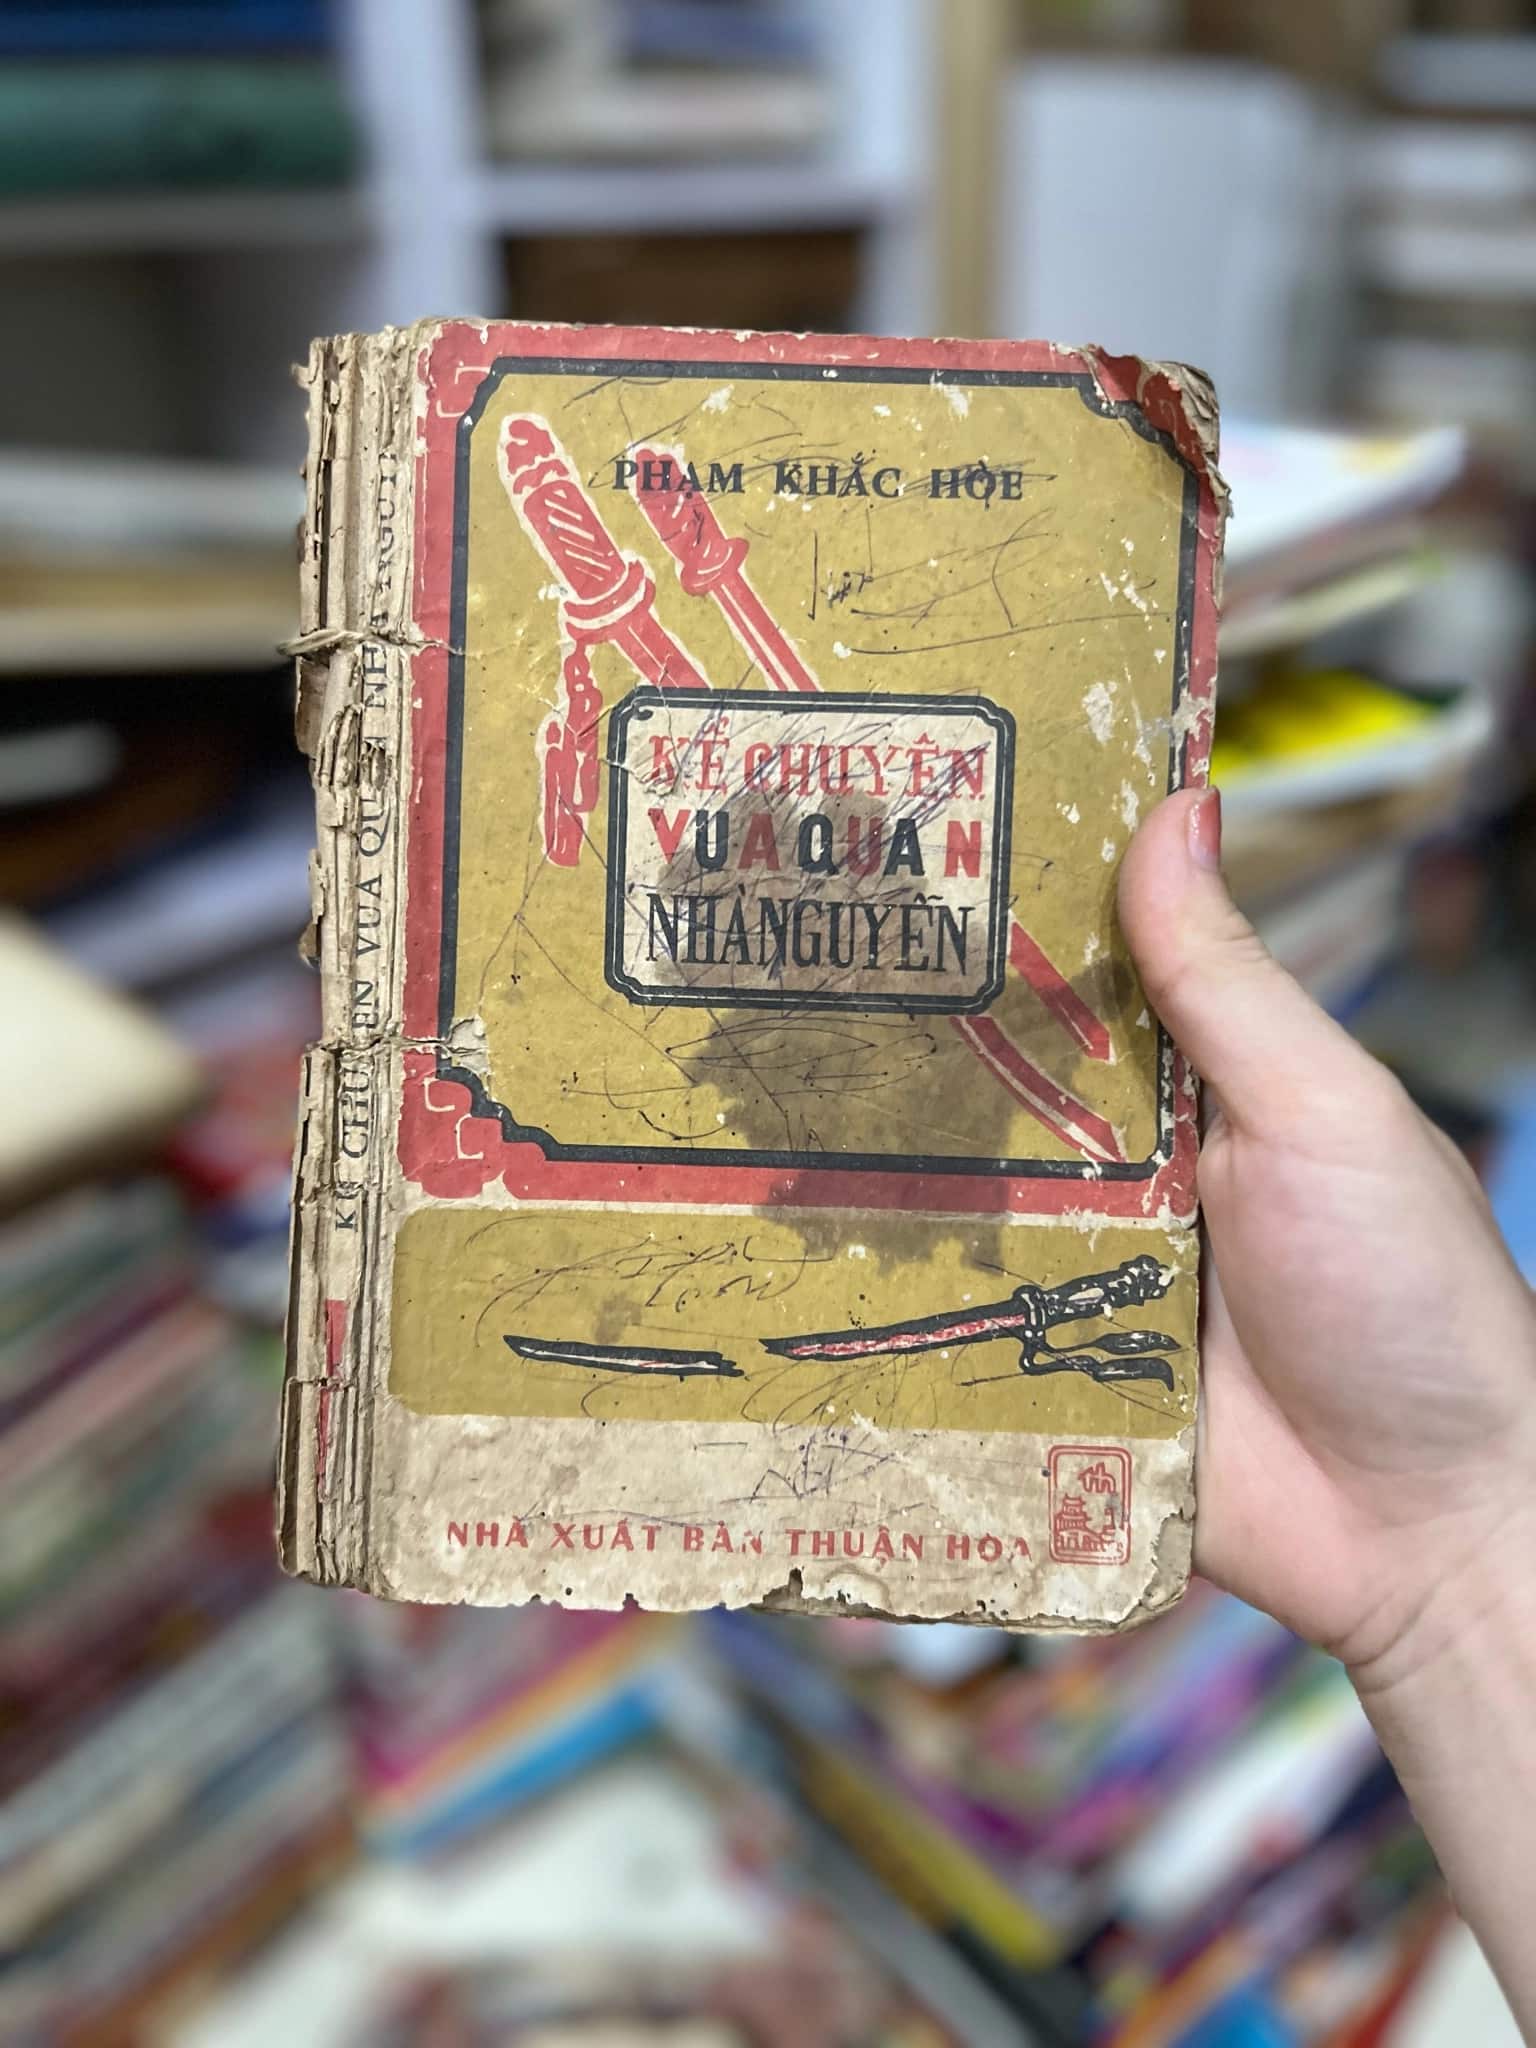 PHẠM KHẮC HÒE
KỂ CHUYỆN
VUA QUAN
NHÀ NGUYỄN
NHÀ XUẤT BẢN THUẬN HÓA
KỂ CHUYỆN VUA QUAN NHÀ NGUYỄN